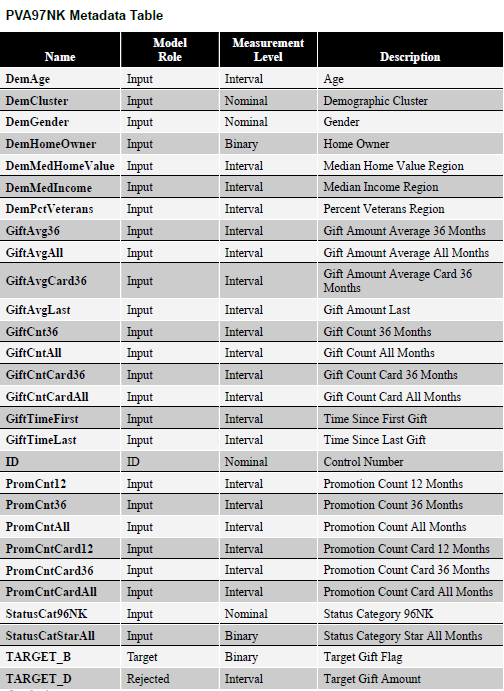 PVA97NK Metadata Table
Name Model Role Measurement Level Description
DemAge Input Interval Age
DemCluster Input Nominal Demographic Cluster
DemGender Input Nominal Gender
DemHomeOwner Input Binary Home Owner
DemMedHomeValue Input Interval Median Home Value Region
DemMedIncome Input Interval Median Income Region
DemPctVeterans Input Interval Percent Veterans Region
GiftAvg36 Input Interval Gift Amount Average 36 Months
GiftAvgAll Input Interval Gift Amount Average All Months
GiftAvgCard36 Input Interval Gift Amount Average Card 36 Months
GiftAvgLast Input Interval Gift Amount Last
GiftCnt36 Input Interval Gift Count 36 Months
GiftCntAll Input Interval Gift Count All Months
GiftCntCard36 Input Interval Gift Count Card 36 Months
GiftCntCardAll Input Interval Gift Count Card All Months
GiftTimeFirst Input Interval Time Since First Gift
GiftTimeLast Input Interval Time Since Last Gift
ID ID Nominal Control Number
PromCnt12 Input Interval Promotion Count 12 Months
PromCnt36 Input Interval Promotion Count 36 Months
PromCntAll Input Interval Promotion Count All Months
PromCntCard12 Input Interval Promotion Count Card 12 Months
PromCntCard36 Input Interval Promotion Count Card 36 Months
PromCntCardAll Input Interval Promotion Count Card All Months
StatusCat96NK Input Nominal Status Category 96NK
StatusCatStarAll Input Binary Status Category Star All Months
TARGET_B Target Binary Target Gift Flag
TARGET_D Rejected Interval Target Gift Amount